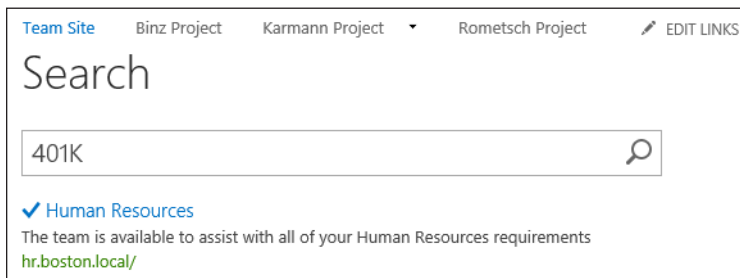 Team Site Binz Project Karmann Project Rometsch Project EDIT LINKS
Search
401K
Human Resources
The team is available to assist with all of your Human Resources requirements
hr.boston.local/